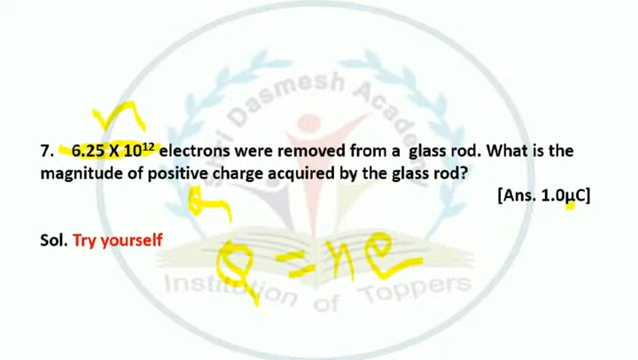 n
7. 6.25 X 10¹² electrons were removed from a glass rod. What is the
magnitude of positive charge acquired by the glass rod?
q
[Ans. 1.0µC]
Sol. Try yourself
Q = ne
Shri Dasmesh Academy
Institution of Toppers